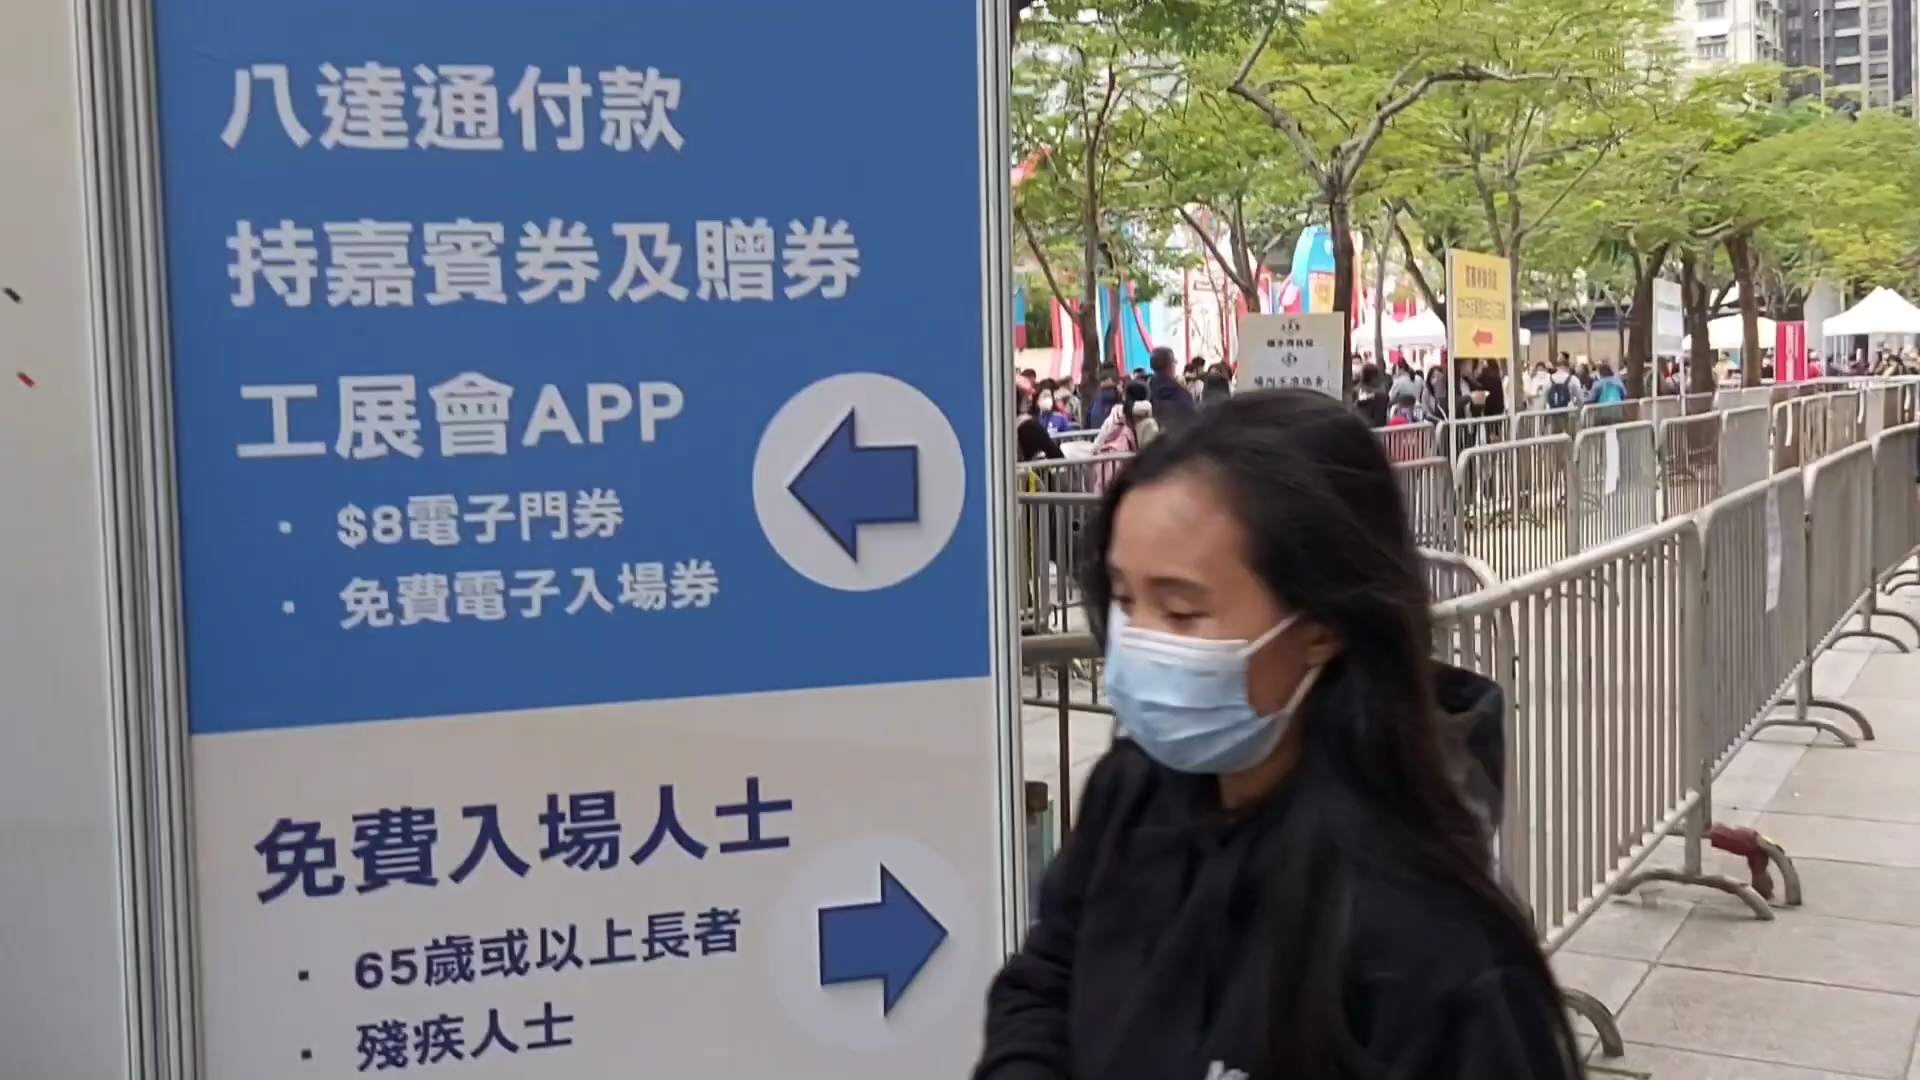 八達通付款
持嘉賓券及贈券
工展會APP
· $8電子門券
· 免費電子入場券
免費入場人士
· 65歲或以上長者
· 殘疾人士